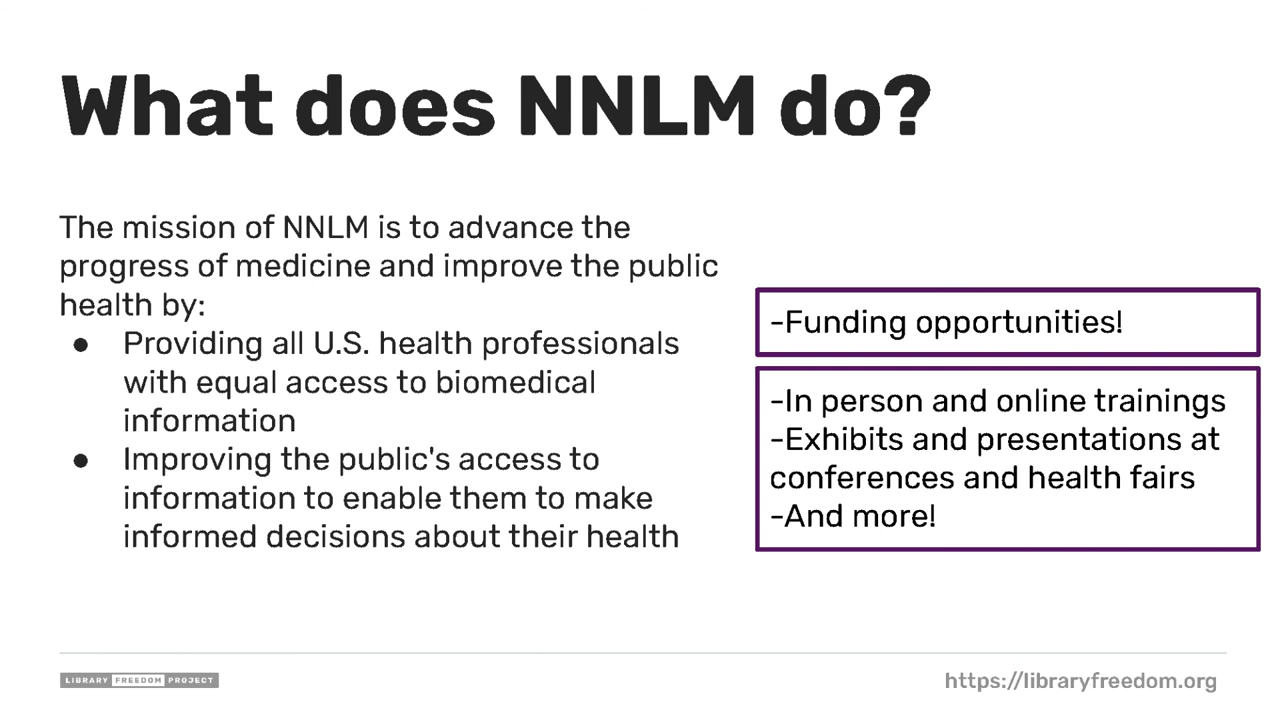 What does NNLM do?
The mission of NNLM is to advance the
progress of medicine and improve the public
health by:
● Providing all U.S. health professionals
with equal access to biomedical
information
● Improving the public's access to
information to enable them to make
informed decisions about their health
-Funding opportunities!
-In person and online trainings
-Exhibits and presentations at
conferences and health fairs
-And more!
LIBRARY FREEDOM PROJECT
https://libraryfreedom.org